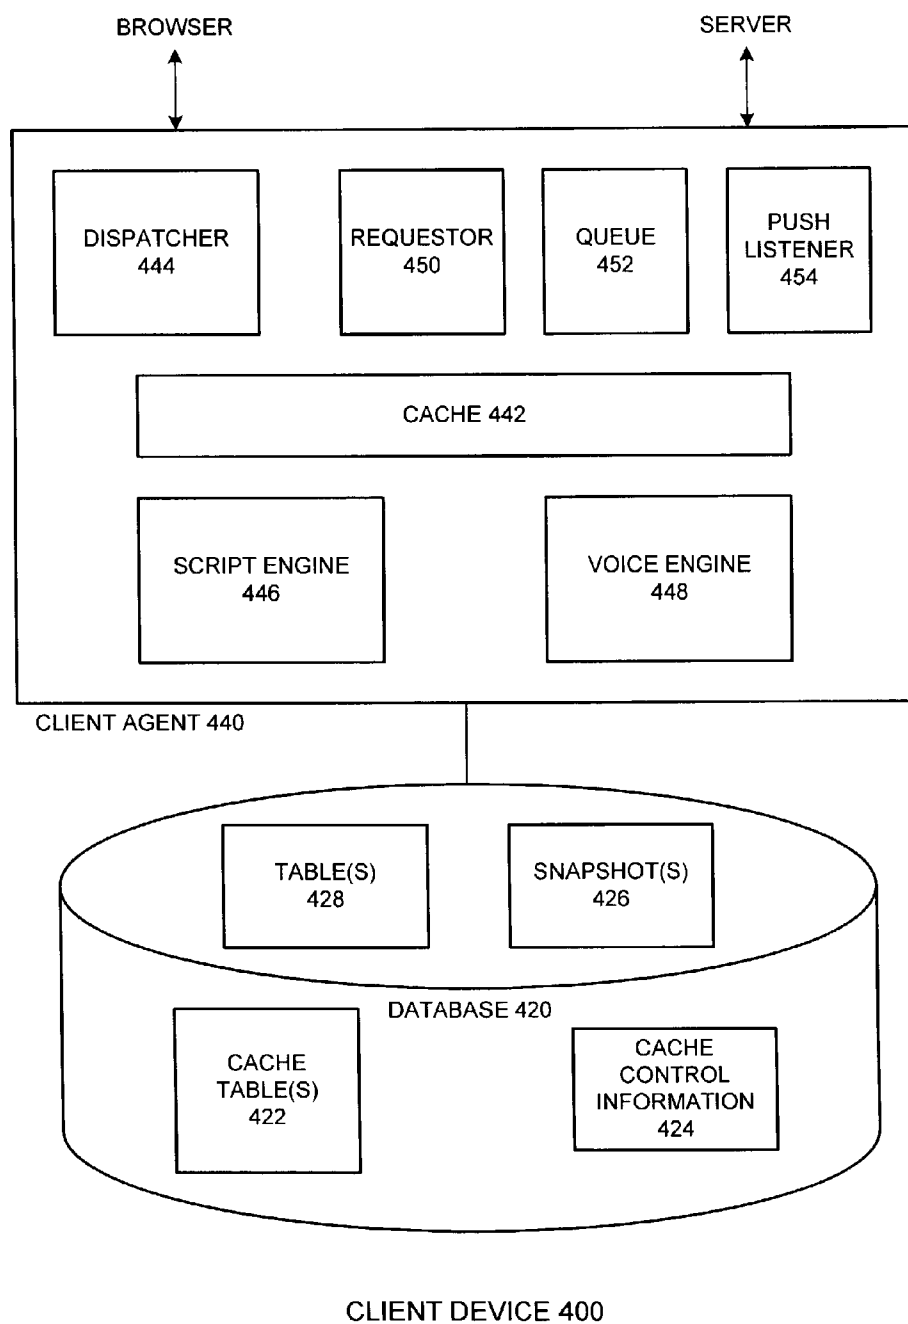 BROWSER
SERVER
DISPATCHER
444
REQUESTOR
450
QUEUE
452
PUSH
LISTENER
454
CACHE 442
SCRIPT ENGINE
446
VOICE ENGINE
448
CLIENT AGENT 440
TABLE(S)
428
SNAPSHOT(S)
426
DATABASE 420
CACHE
TABLE(S)
422
CACHE
CONTROL
INFORMATION
424
CLIENT DEVICE 400